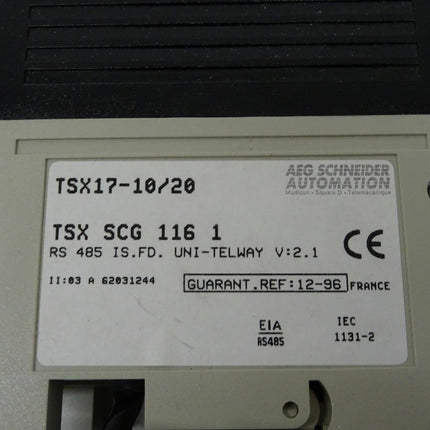 AEG SCHNEIDER
AUTOMATION
Modicon • Square D • Telemecanique
TSX17-10/20
TSX SCG 116 1
RS 485 IS.FD. UNI-TELWAY V:2.1
CE
II:03 A 62031244
GUARANT.REF:12-96
FRANCE
EIA
RS485
IEC
1131-2